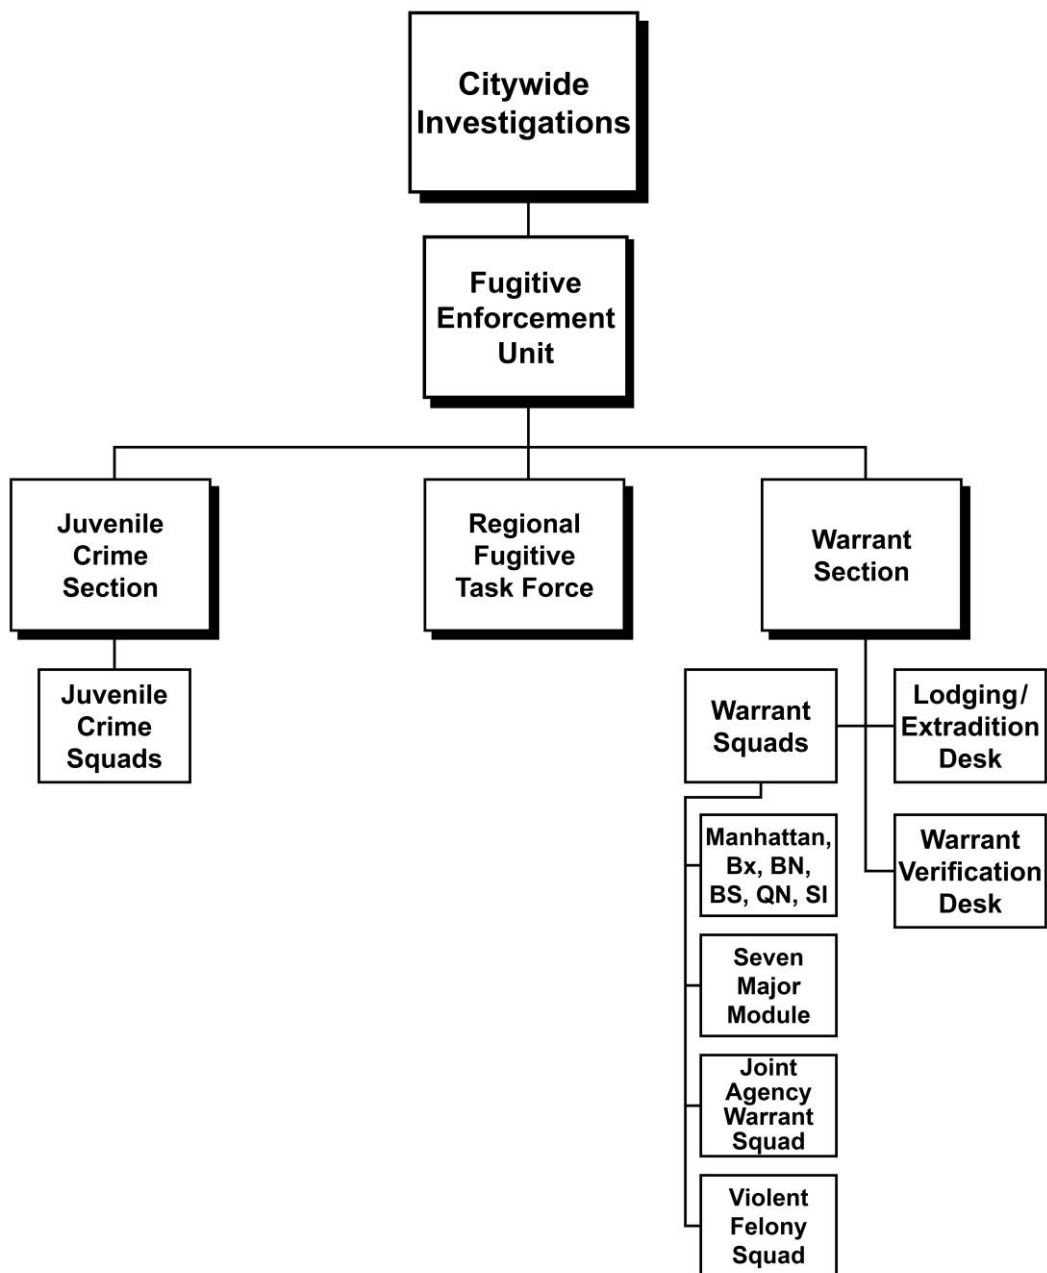 Citywide
Investigations
Fugitive
Enforcement
Unit
Juvenile
Crime
Section
Regional
Fugitive
Task Force
Warrant
Section
Juvenile
Crime
Squads
Warrant
Squads
Lodging/
Extradition
Desk
Manhattan,
Bx, BN,
BS, QN, SI
Warrant
Verification
Desk
Seven
Major
Module
Joint
Agency
Warrant
Squad
Violent
Felony
Squad